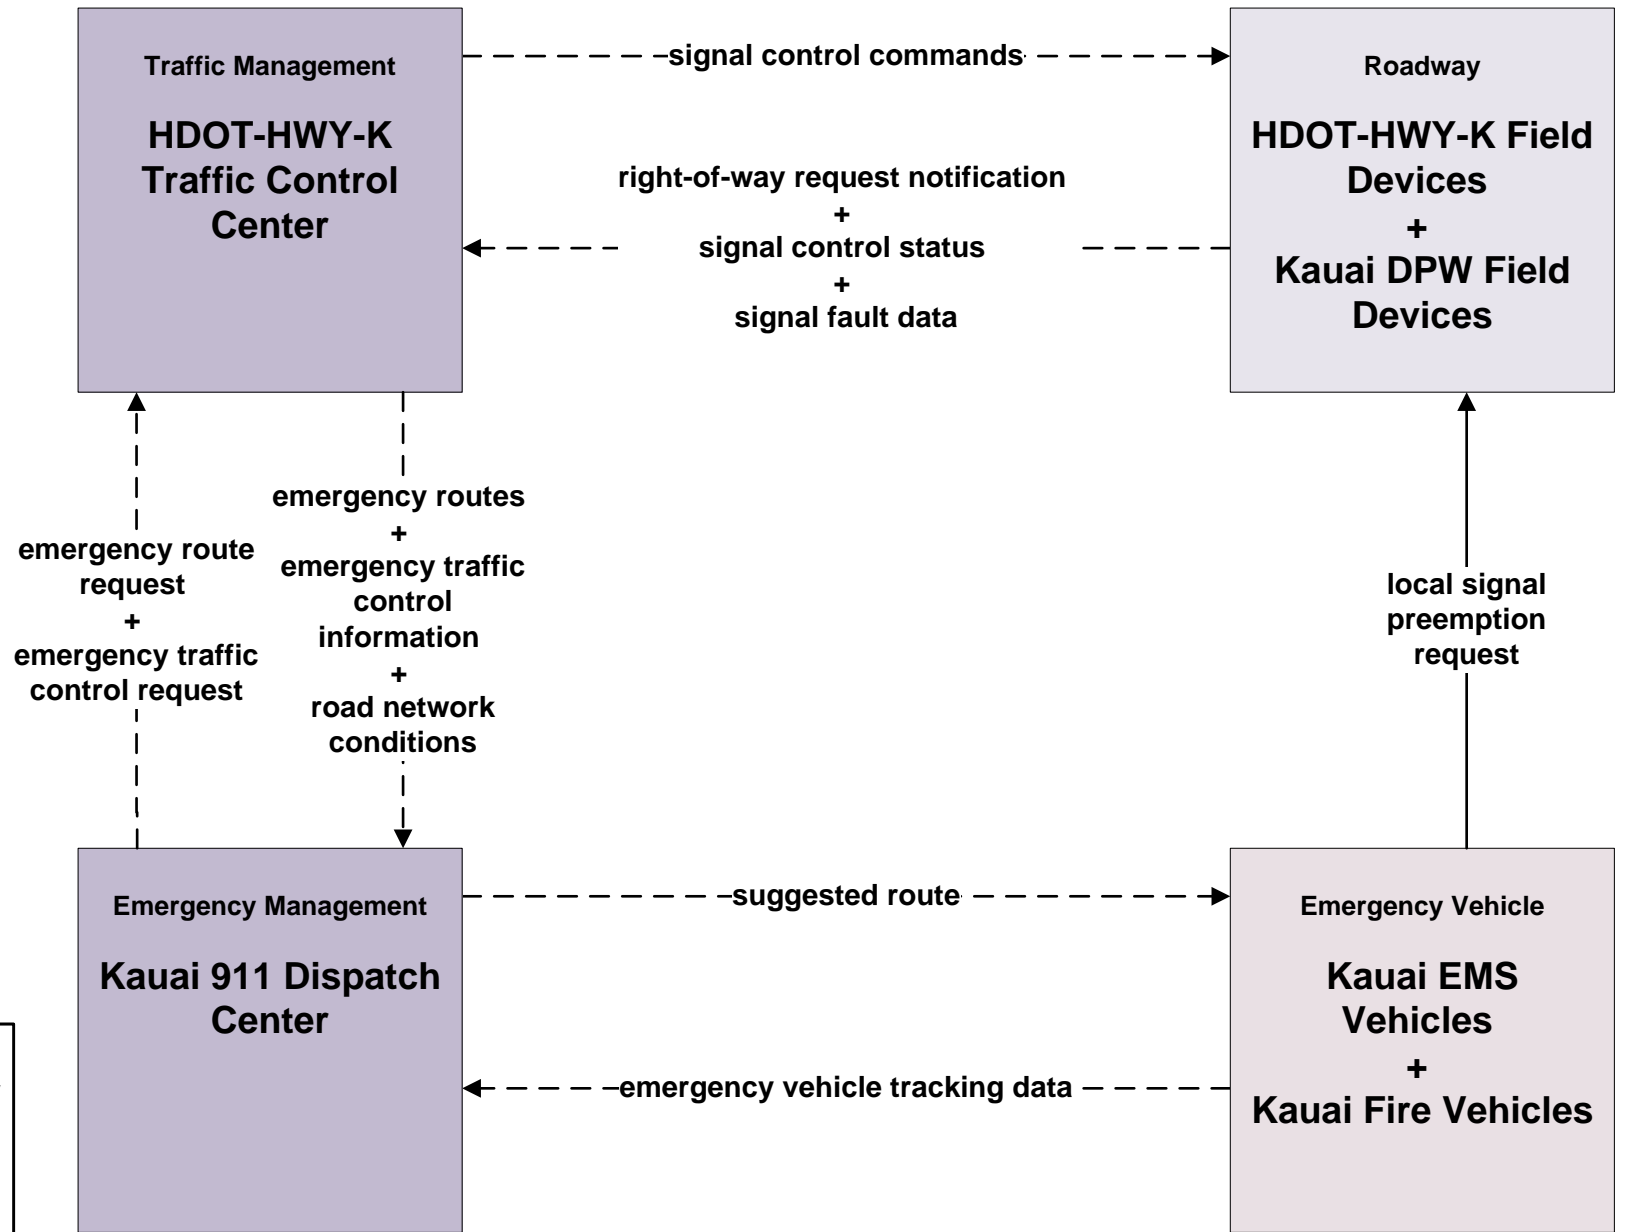 Traffic Management
HDOT-HWY-K
Traffic Control
Center
signal control commands
Roadway
HDOT-HWY-K Field
Devices
+
Kauai DPW Field
Devices
right-of-way request notification
+
signal control status
+
signal fault data
emergency route
request
+
emergency traffic
control request
emergency routes
+
emergency traffic
control
information
+
road network
conditions
local signal
preemption
request
Emergency Management
Kauai 911 Dispatch
Center
suggested route
emergency vehicle tracking data
Emergency Vehicle
Kauai EMS
Vehicles
+
Kauai Fire Vehicles